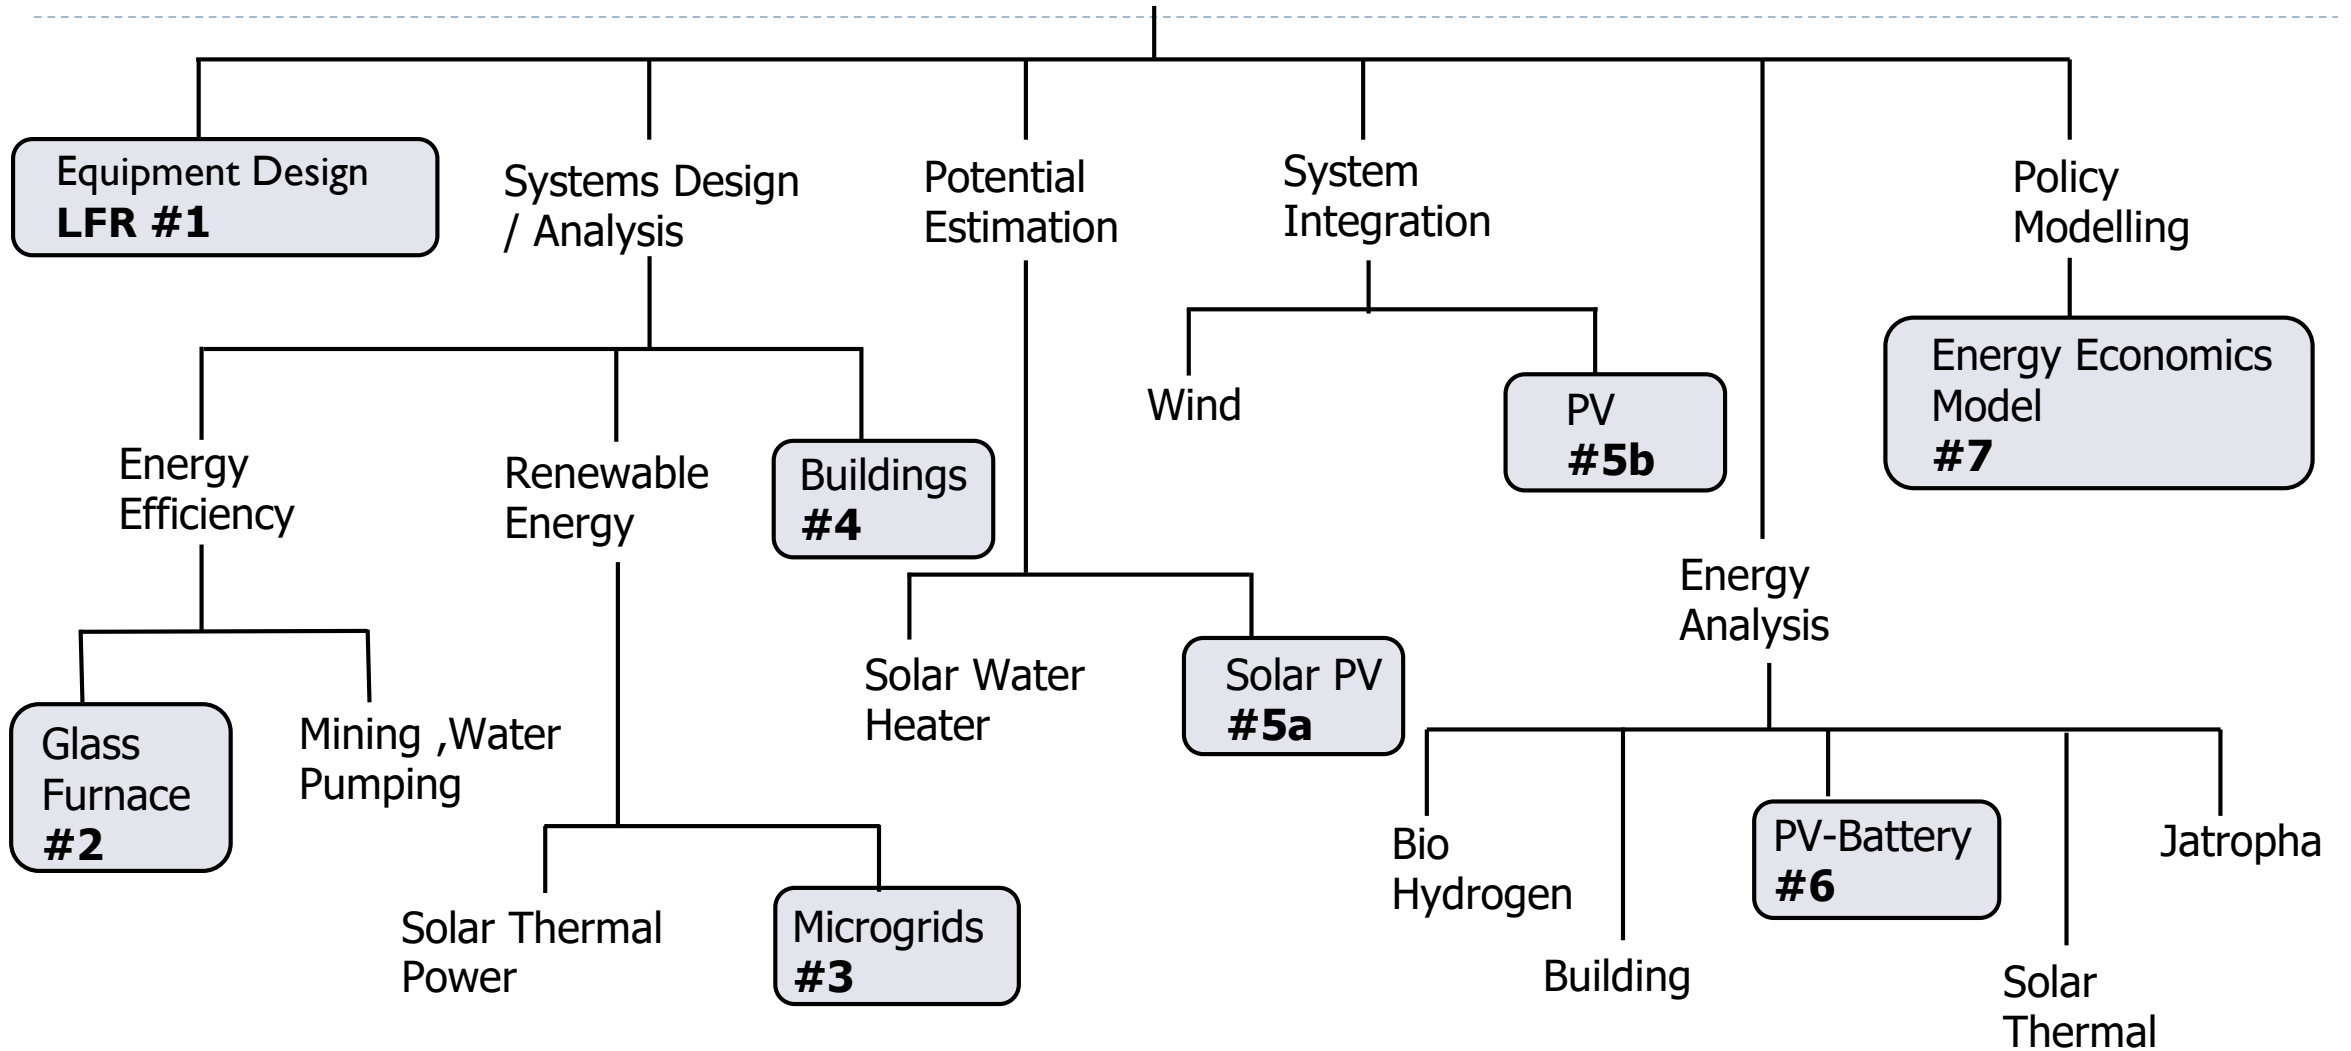 Equipment Design
LFR #1
Systems Design
/ Analysis
Potential
Estimation
System
Integration
Policy
Modelling
Energy Economics
Model
#7
Wind
PV
#5b
Energy
Efficiency
Renewable
Energy
Buildings
#4
Energy
Analysis
Solar Water
Heater
Solar PV
#5a
Glass
Furnace
#2
Mining ,Water
Pumping
Solar Thermal
Power
Microgrids
#3
Bio
Hydrogen
Building
PV-Battery
#6
Solar
Thermal
Jatropha